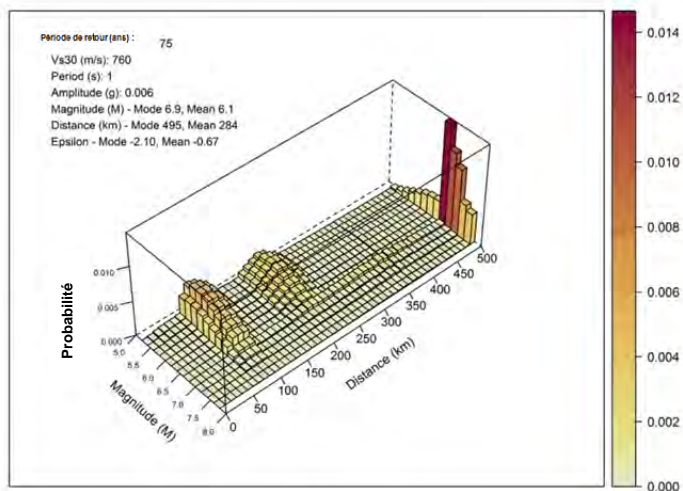 Période de retour (ans) : 75
Vs30 (m/s): 760
Period (s): 1
Amplitude (g): 0.006
Magnitude (M) - Mode 6.9, Mean 6.1
Distance (km) - Mode 495, Mean 284
Epsilon - Mode -2.10, Mean -0.67
Probabilité
0.010
0.005
0.000
5.0
5.5
6.0
6.5
7.0
7.5
8.0
Magnitude (M)
0
50
100
150
200
250
300
350
400
450
500
Distance (km)
0.014
0.012
0.010
0.008
0.006
0.004
0.002
0.000